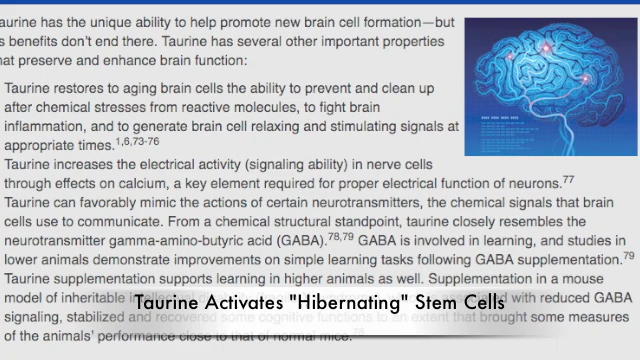 aurine has the unique ability to help promote new brain cell formation—but
s benefits don't end there. Taurine has several other important properties
hat preserve and enhance brain function:
Taurine restores to aging brain cells the ability to prevent and clean up
after chemical stresses from reactive molecules, to fight brain
inflammation, and to generate brain cell relaxing and stimulating signals at
appropriate times.1,6,73-76
Taurine increases the electrical activity (signaling ability) in nerve cells
through effects on calcium, a key element required for proper electrical function of neurons.77
Taurine can favorably mimic the actions of certain neurotransmitters, the chemical signals that brain
cells use to communicate. From a chemical structural standpoint, taurine closely resembles the
neurotransmitter gamma-amino-butyric acid (GABA).78,79 GABA is involved in learning, and studies in
lower animals demonstrate improvements on simple learning tasks following GABA supplementation.79
Taurine supplementation supports learning in higher animals as well. Supplementation in a mouse
model of inheritable with reduced GABA
Taurine Activates "Hibernating" Stem Cells
signaling, stabilized and recovered some cognitive functions to an extent that brought some measures
of the animals' performance close to that of normal mice.